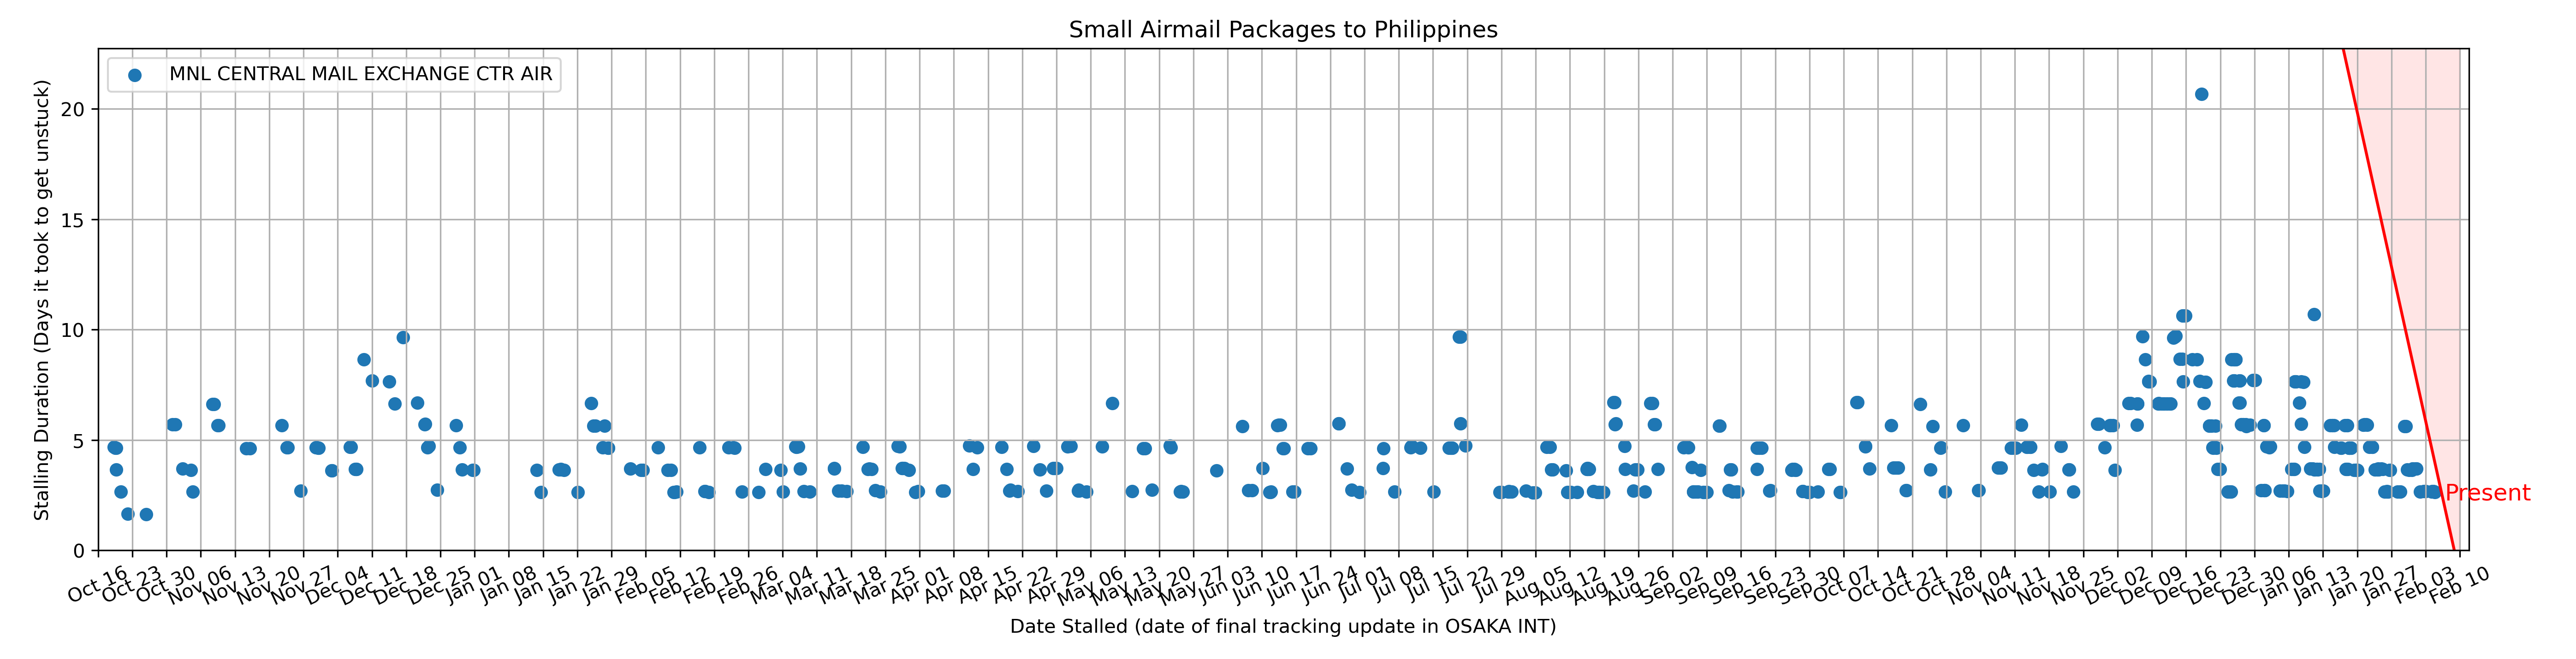 Small Airmail Packages to Philippines
MNL CENTRAL MAIL EXCHANGE CTR AIR
Stalling Duration (Days it took to get unstuck)
20
15
10
5
0
Present
Oct 16 Oct 23 Oct 30 Nov 06 Nov 13 Nov 20 Nov 27 Dec 04 Dec 11 Dec 18 Dec 25 Jan 01 Jan 08 Jan 15 Jan 22 Jan 29 Feb 05 Feb 12 Feb 19 Feb 26 Mar 04 Mar 11 Mar 18 Mar 25 Apr 01 Apr 08 Apr 15 Apr 22 Apr 29 May 06 May 13 May 20 May 27 Jun 03 Jun 10 Jun 17 Jun 24 Jul 01 Jul 08 Jul 15 Jul 22 Jul 29 Aug 05 Aug 12 Aug 19 Aug 26 Sep 02 Sep 09 Sep 16 Sep 23 Sep 30 Oct 07 Oct 14 Oct 21 Oct 28 Nov 04 Nov 11 Nov 18 Nov 25 Dec 02 Dec 09 Dec 16 Dec 23 Dec 30 Jan 06 Jan 13 Jan 20 Jan 27 Feb 03 Feb 10
Date Stalled (date of final tracking update in OSAKA INT)